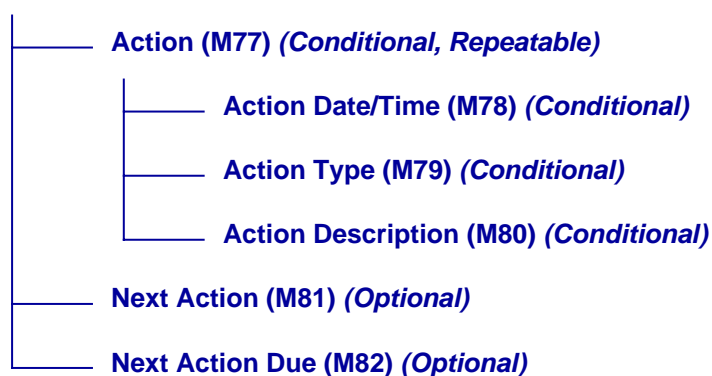 Action (M77) (Conditional, Repeatable)
Action Date/Time (M78) (Conditional)
Action Type (M79) (Conditional)
Action Description (M80) (Conditional)
Next Action (M81) (Optional)
Next Action Due (M82) (Optional)